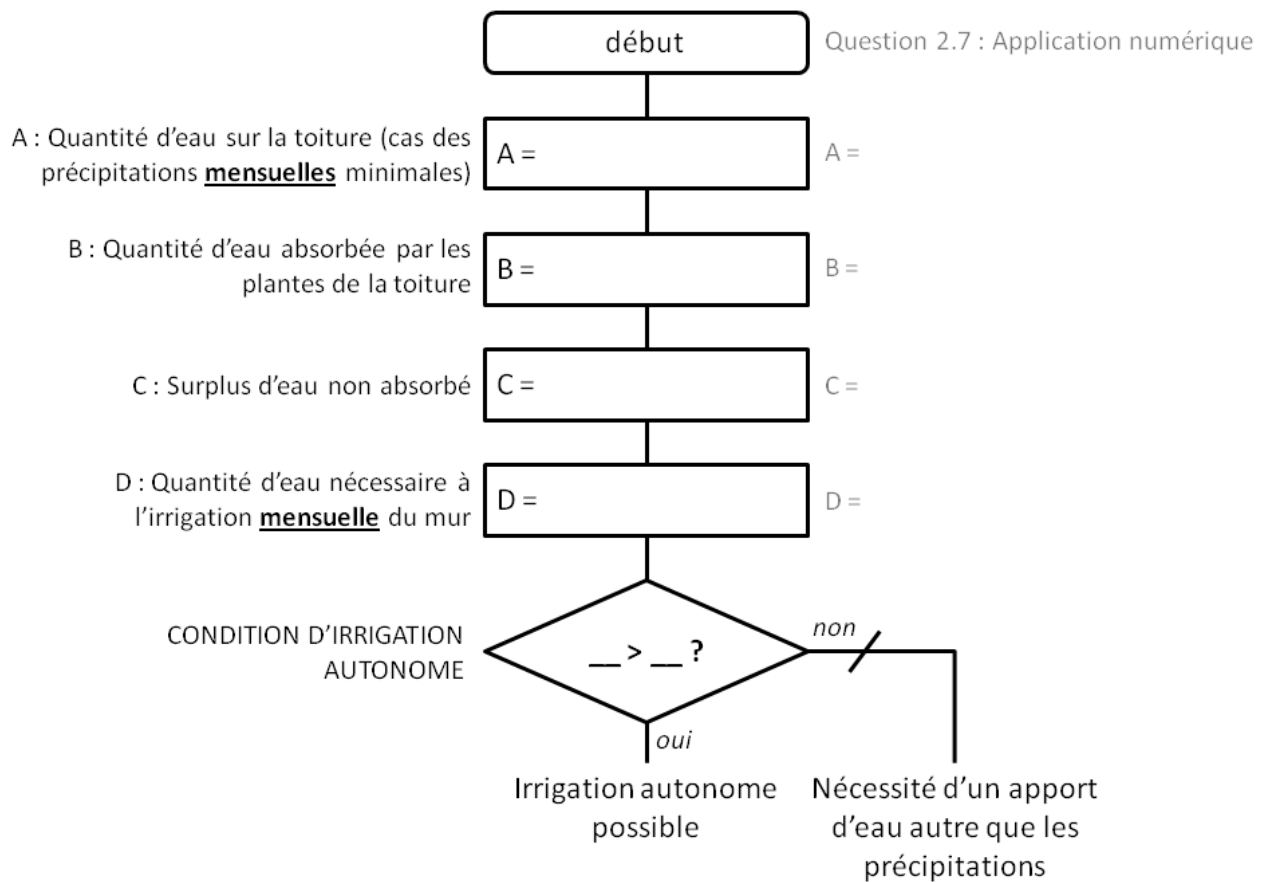 début
Question 2.7 : Application numérique
A : Quantité d'eau sur la toiture (cas des
précipitations mensuelles minimales)
A =
A =
B : Quantité d'eau absorbée par les
plantes de la toiture
B =
B =
C : Surplus d'eau non absorbé
C =
C =
D : Quantité d'eau nécessaire à
l'irrigation mensuelle du mur
D =
D =
CONDITION D'IRRIGATION
AUTONOME
__ > __ ?
non
oui
Irrigation autonome
possible
Nécessité d'un apport
d'eau autre que les
précipitations